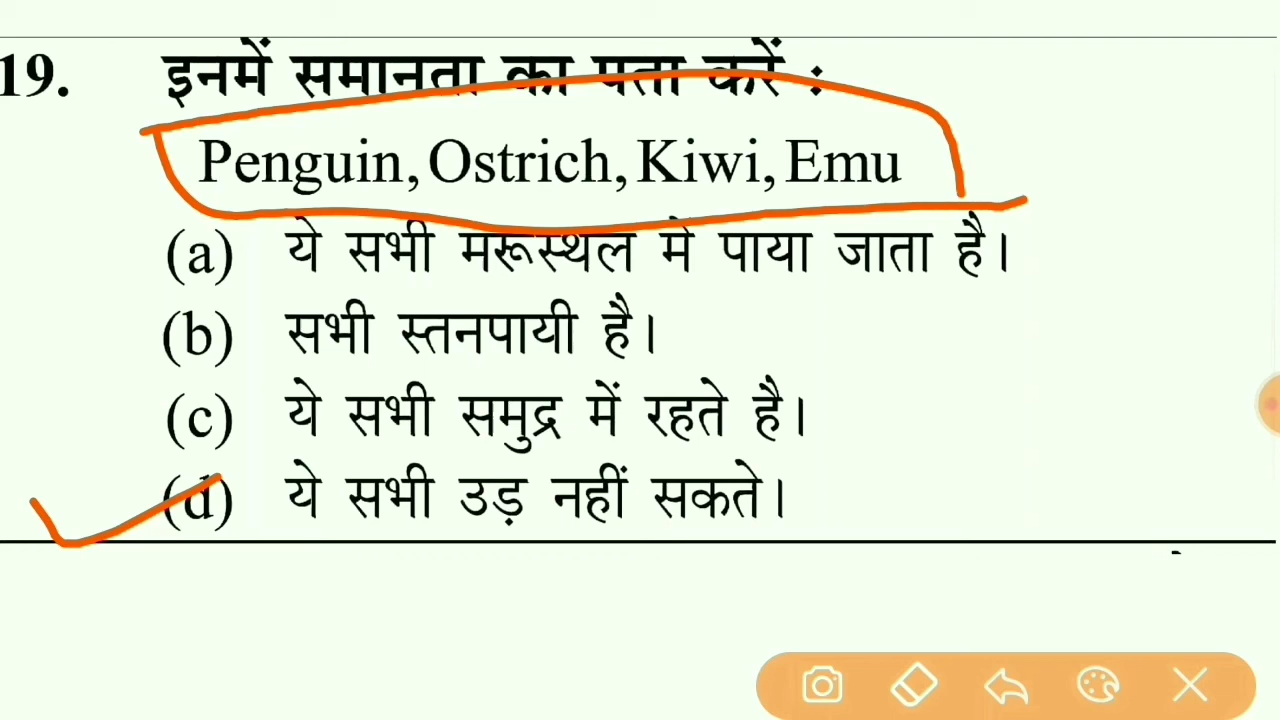 19. इनमें समानता का पता करें :
Penguin, Ostrich, Kiwi, Emu
(a) ये सभी मरूस्थल में पाया जाता है।
(b) सभी स्तनपायी है।
(c) ये सभी समुद्र में रहते है।
(d) ये सभी उड़ नहीं सकते।